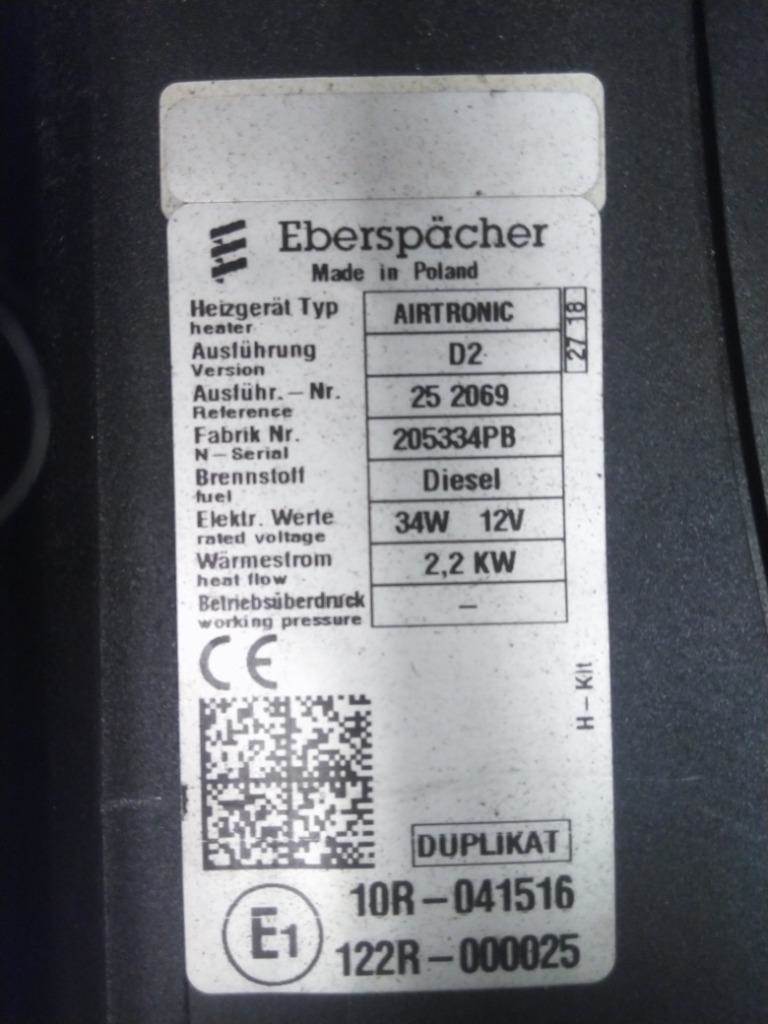 Eberspächer
Made in Poland
Heizgerät Typ AIRTRONIC
heater
27 18
Ausführung D2
Version
Ausführ.-Nr. 25 2069
Reference
Fabrik Nr. 205334PB
N-Serial
Brennstoff Diesel
fuel
Elektr. Werte 34W 12V
rated voltage
Wärmestrom 2,2 KW
heat flow
Betriebsüberdruck –
working pressure
CE
H-Kit
DUPLIKAT
E1
10R-041516
122R-000025